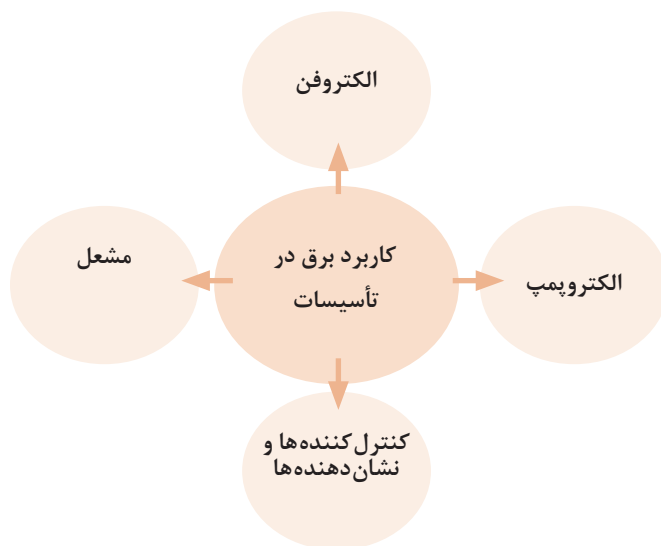 الکتروفن
مشعل
کاربرد برق در
تأسیسات
الکتروپمپ
کنترل‌کننده‌ها و
نشان‌دهنده‌ها